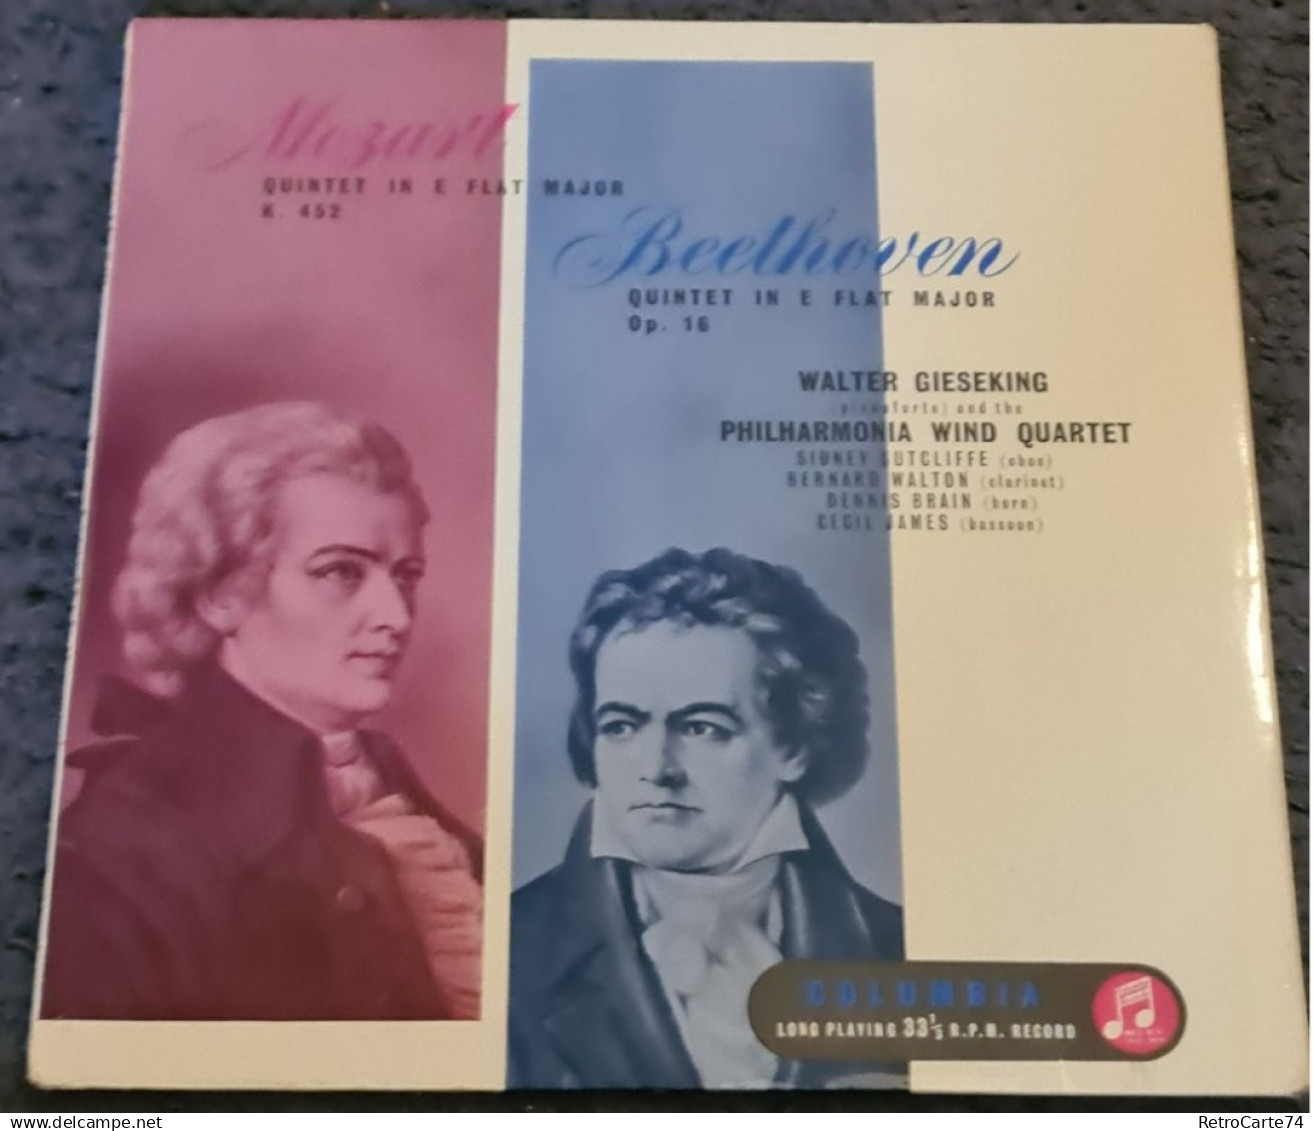 Mozart
QUINTET IN E FLAT MAJOR
K. 452
Beethoven
QUINTET IN E FLAT MAJOR
Op. 16
WALTER GIESEKING
(pianoforte) and the
PHILHARMONIA WIND QUARTET
SIDNEY SUTCLIFFE (oboe)
BERNARD WALTON (clarinet)
DENNIS BRAIN (horn)
CECIL JAMES (bassoon)
COLUMBIA
LONG PLAYING 33⅓ R.P.M. RECORD
delcampe.net
RetroCarte74